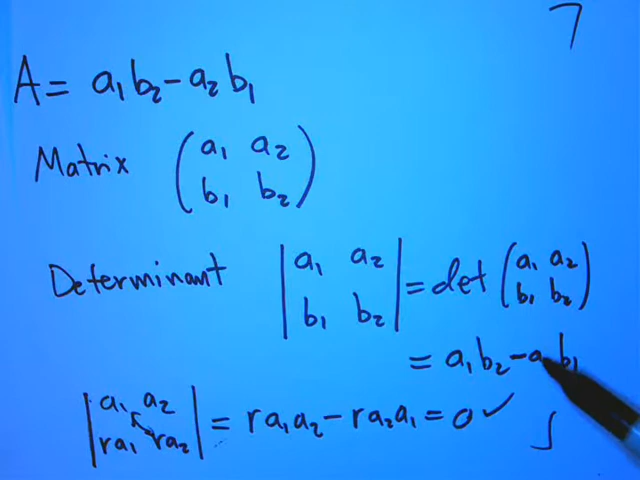 7
A = a₁b₂ − a₂b₁
Matrix (a₁ a₂
b₁ b₂)
Determinant |a₁ a₂
b₁ b₂| = det (a₁ a₂
b₁ b₂)
= a₁b₂ − a₂b₁
|a₁ a₂
ra₁ ra₂| = ra₁a₂ − ra₂a₁ = 0 ✓